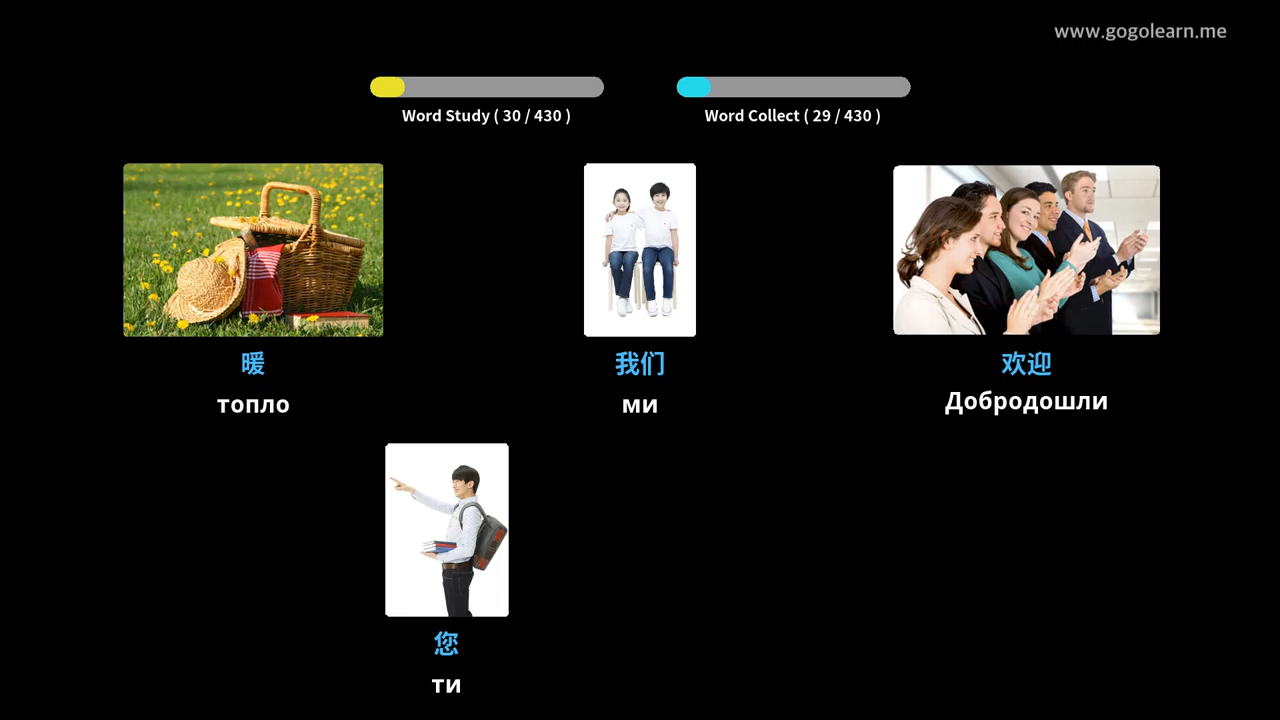 www.gogolearn.me
Word Study ( 30 / 430 )
Word Collect ( 29 / 430 )
暖
我们
欢迎
топло
ми
Добродошли
您
ти